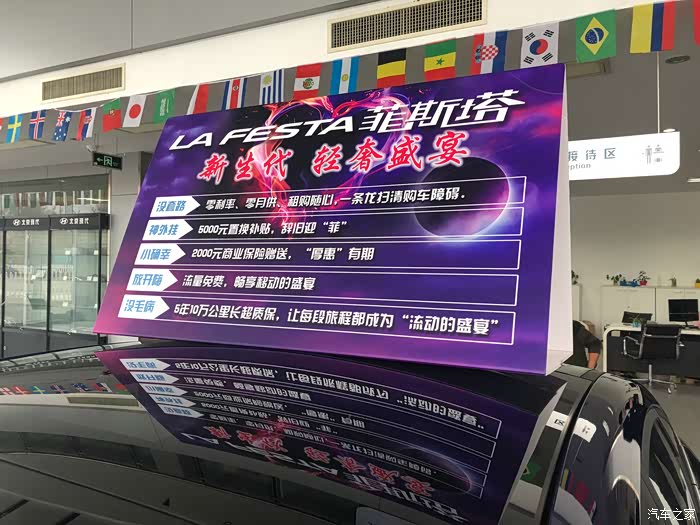 LA FESTA 菲斯塔
新生代 轻奢盛宴
没套路 零利率、零月供、租购随心,一条龙扫清购车障碍.
神外挂 5000元置换补贴,辞旧迎“菲”
小确幸 2000元商业保险赠送,“厚惠”有期
放开嗨 流量免费,畅享移动的盛宴
没毛病 5年10万公里长超质保,让每段旅程都成为“流动的盛宴”
接待区
ption
北京现代
北京现代
汽车之家